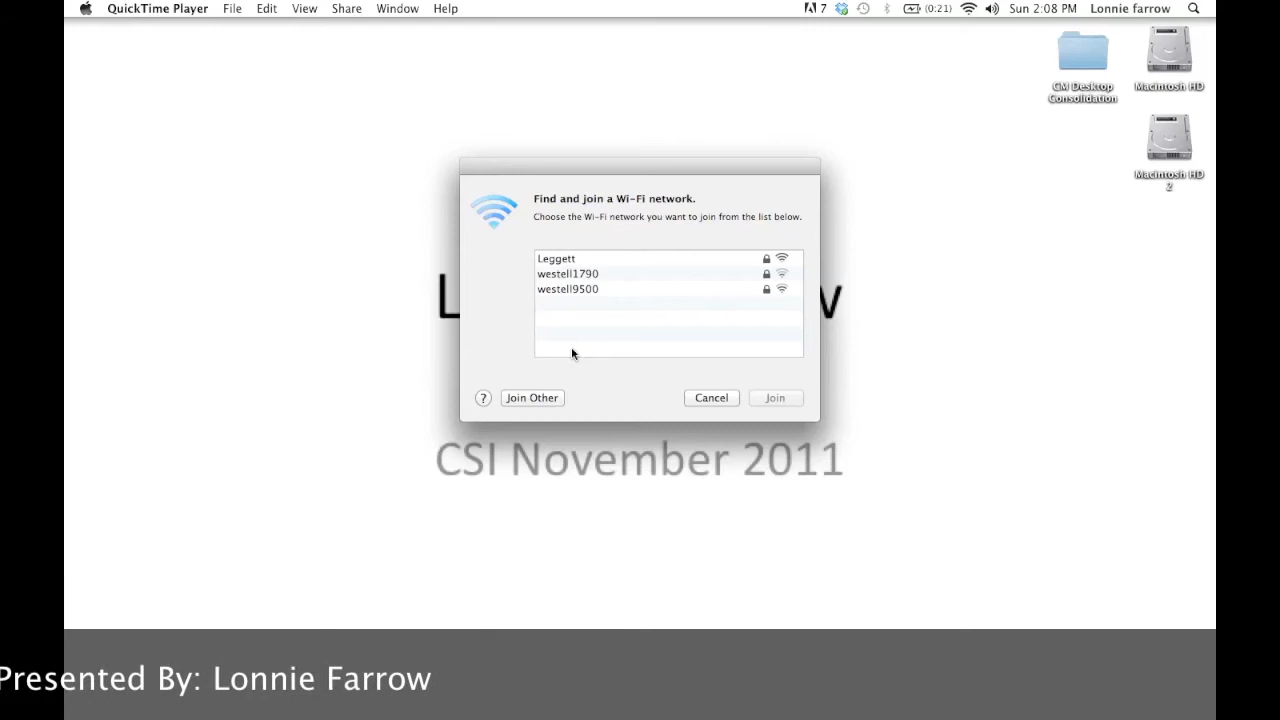 QuickTime Player File Edit View Share Window Help 7 (0:21) Sun 2:08 PM Lonnie farrow
CM Desktop
Consolidation
Macintosh HD
Macintosh HD
2
Find and join a Wi-Fi network.
Choose the Wi-Fi network you want to join from the list below.
Leggett
westell1790
westell9500
? Join Other Cancel Join
L w
CSI November 2011
Presented By: Lonnie Farrow